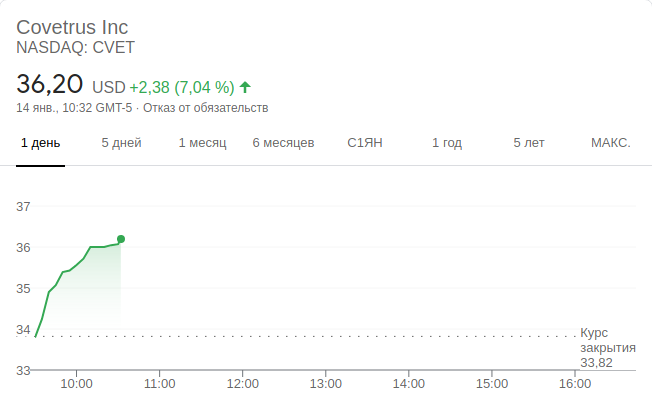 Covetrus Inc
NASDAQ: CVET
36,20 USD +2,38 (7,04 %)
14 янв., 10:32 GMT-5 · Отказ от обязательств
1 день 5 дней 1 месяц 6 месяцев С1ЯН 1 год 5 лет МАКС.
37
36
35
34
33
Курс
закрытия
33,82
10:00 11:00 12:00 13:00 14:00 15:00 16:00